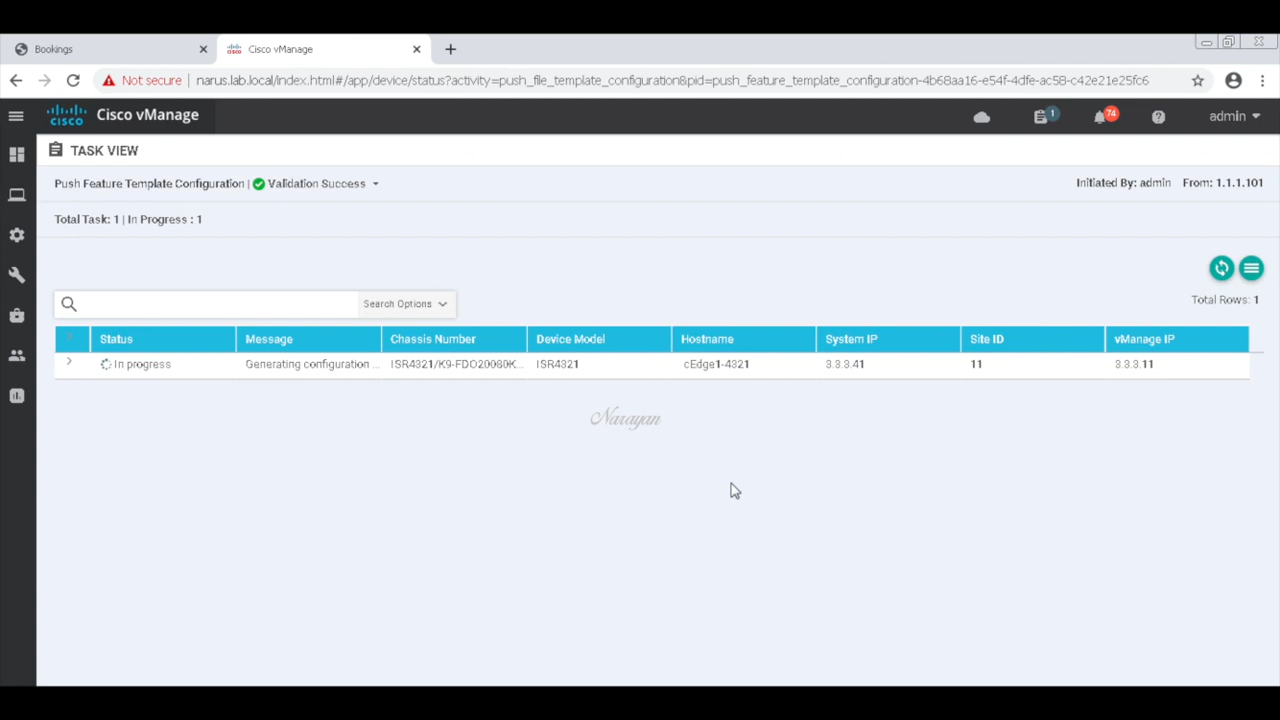 Bookings
Cisco vManage
Not secure
narus.lab.local/index.html#/app/device/status?activity=push_file_template_configuration&pid=push_feature_template_configuration-4b68aa16-e54f-4dfe-ac58-c42e21e25fc6
CISCO
Cisco vManage
1
74
admin
TASK VIEW
Push Feature Template Configuration | Validation Success
Initiated By: admin From: 1.1.1.101
Total Task: 1 | In Progress : 1
Search Options
Total Rows: 1
Status Message Chassis Number Device Model Hostname System IP Site ID vManage IP
In progress Generating configuration ... ISR4321/K9-FDO20080K... ISR4321 cEdge1-4321 3.3.3.41 11 3.3.3.11
Narayan